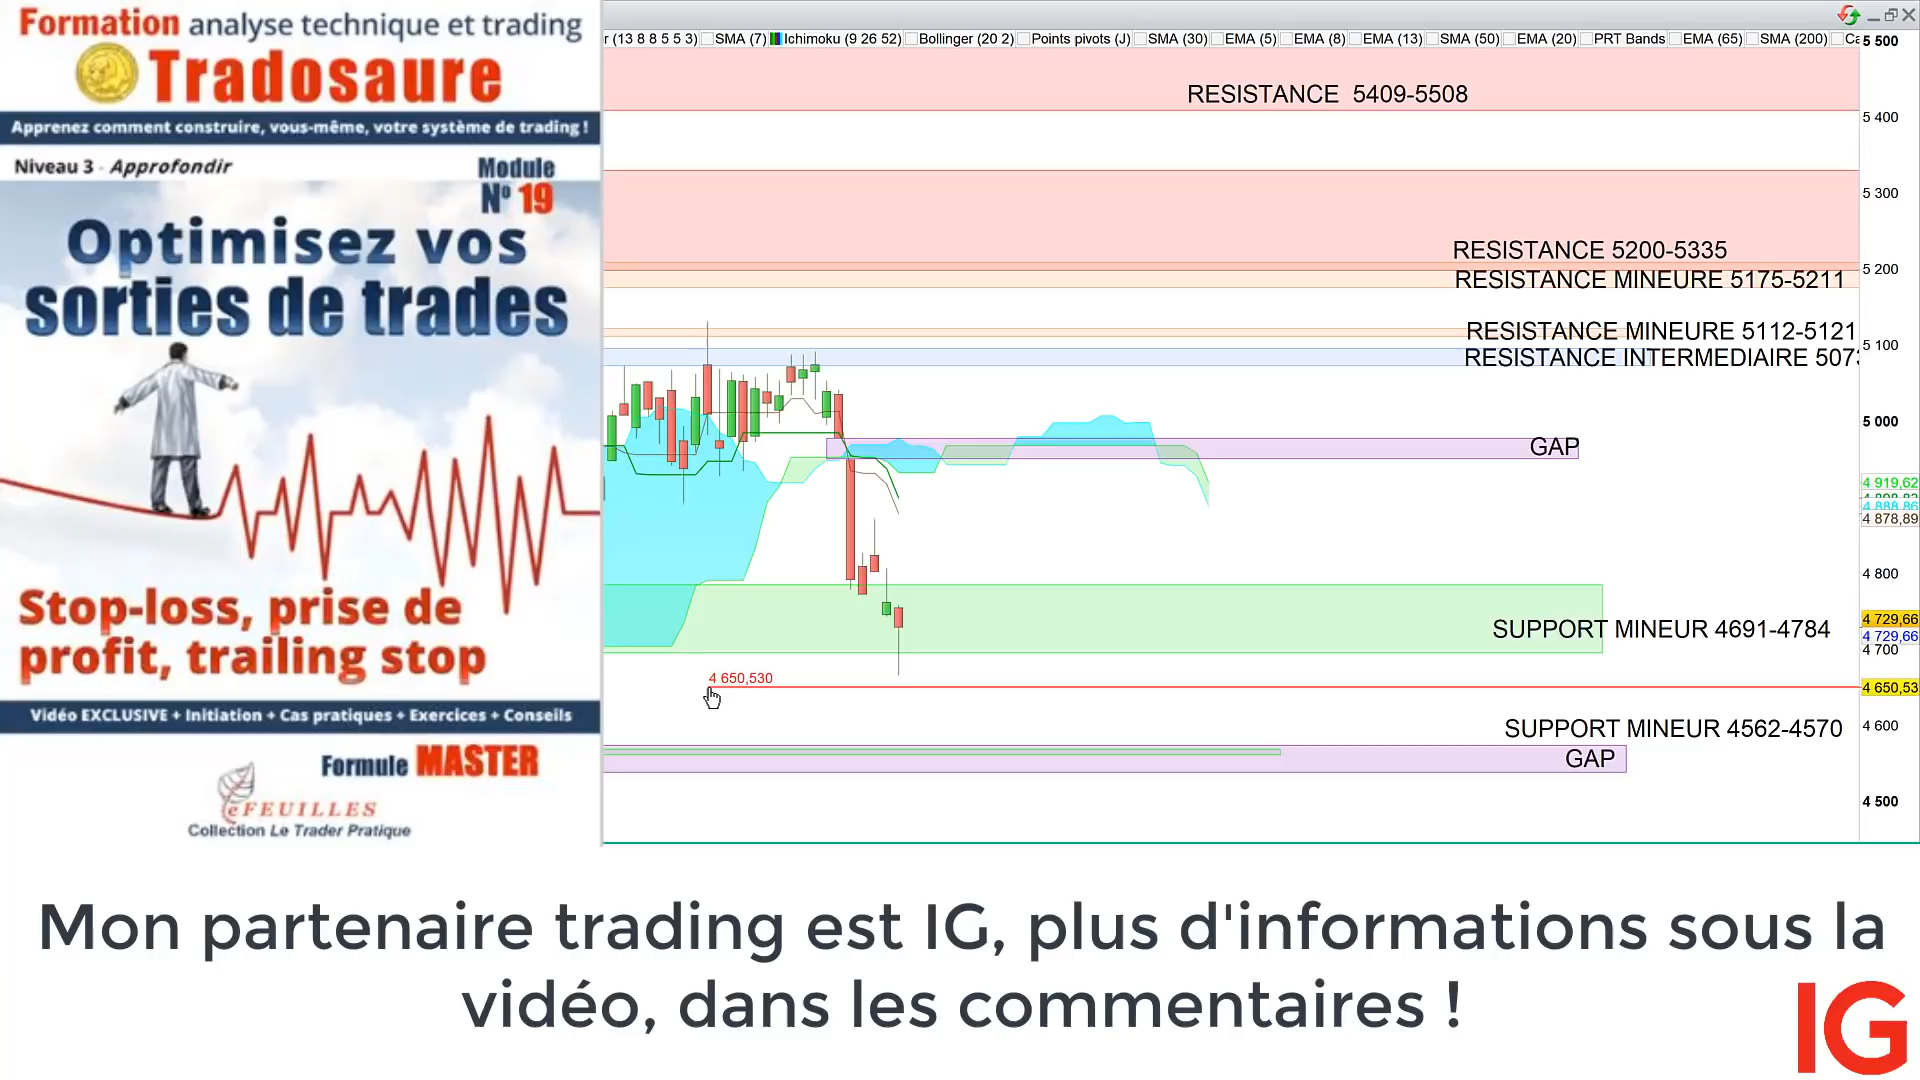 Formation analyse technique et trading
Tradosaure
Apprenez comment construire, vous-même, votre système de trading !
Niveau 3 - Approfondir
Module
N° 19
Optimisez vos
sorties de trades
Stop-loss, prise de
profit, trailing stop
Vidéo EXCLUSIVE + Initiation + Cas pratiques + Exercices + Conseils
Formule MASTER
eFEUILLES
Collection Le Trader Pratique
r (13 8 8 5 5 3) SMA (7) Ichimoku (9 26 52) Bollinger (20 2) Points pivots (J) SMA (30) EMA (5) EMA (8) EMA (13) SMA (50) EMA (20) PRT Bands EMA (65) SMA (200) Ca
RESISTANCE 5409-5508
RESISTANCE 5200-5335
RESISTANCE MINEURE 5175-5211
RESISTANCE MINEURE 5112-5121
RESISTANCE INTERMEDIAIRE 5073
GAP
SUPPORT MINEUR 4691-4784
4 650,530
SUPPORT MINEUR 4562-4570
GAP
5 500
5 400
5 300
5 200
5 100
5 000
4 919,62
4 888,86
4 878,89
4 800
4 729,66
4 729,66
4 700
4 650,53
4 600
4 500
Mon partenaire trading est IG, plus d'informations sous la
vidéo, dans les commentaires !
IG